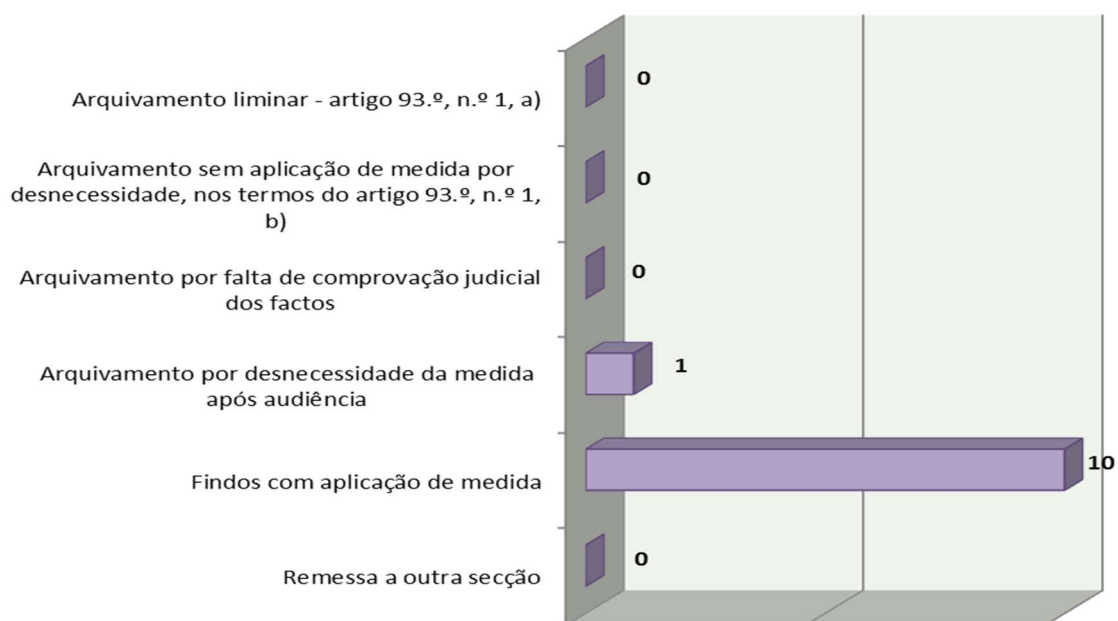 0
Arquivamento liminar - artigo 93.º, n.º 1, a)
Arquivamento sem aplicação de medida por
desnecessidade, nos termos do artigo 93.º, n.º 1,
b)
0
Arquivamento por falta de comprovação judicial
dos factos
0
Arquivamento por desnecessidade da medida
após audiência
1
Findos com aplicação de medida
10
Remessa a outra secção
0